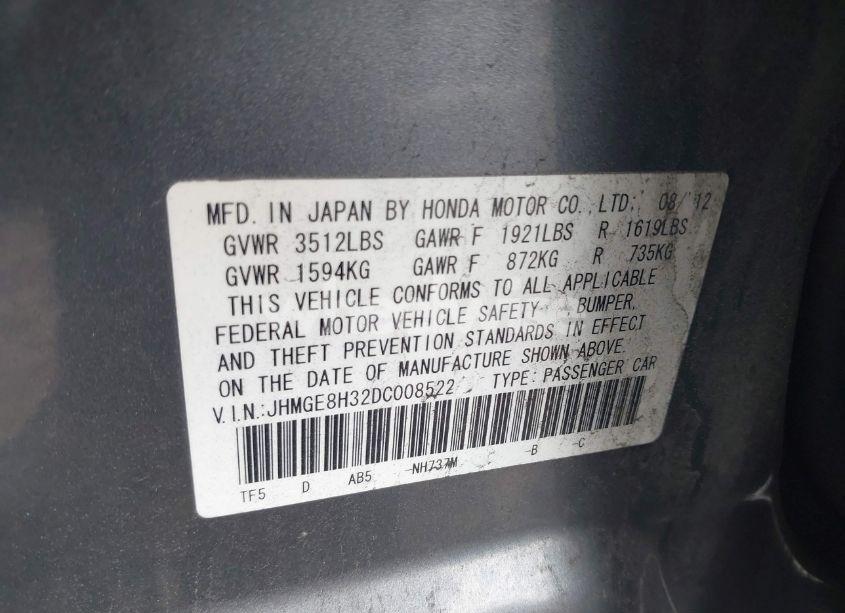 MFD. IN JAPAN BY HONDA MOTOR CO., LTD. 08/'12
GVWR 3512LBS GAWR F 1921LBS R 1619LBS
GVWR 1594KG GAWR F 872KG R 735KG
THIS VEHICLE CONFORMS TO ALL APPLICABLE
FEDERAL MOTOR VEHICLE SAFETY, BUMPER,
AND THEFT PREVENTION STANDARDS IN EFFECT
ON THE DATE OF MANUFACTURE SHOWN ABOVE.
V.I.N.:JHMGE8H32DC008522 TYPE: PASSENGER CAR
TF5 D AB5 -NH737M -B -C